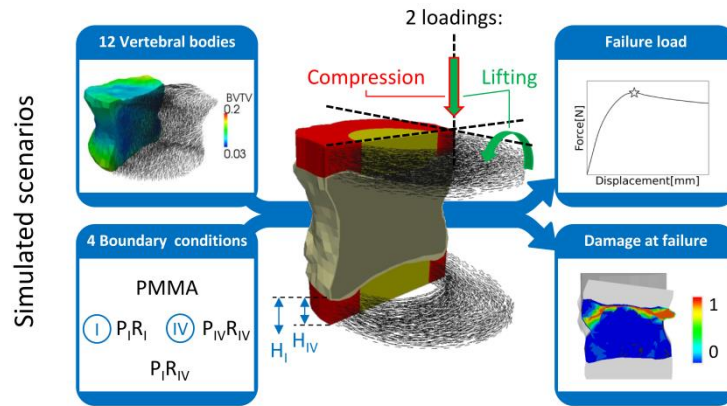 Simulated scenarios
12 Vertebral bodies
BVTV
0.2
0.03
4 Boundary conditions
PMMA
I PIRI IV PIVRIV
PIRIV
2 loadings:
Compression
Lifting
HI
HIV
Failure load
Force[N]
Displacement[mm]
Damage at failure
1
0